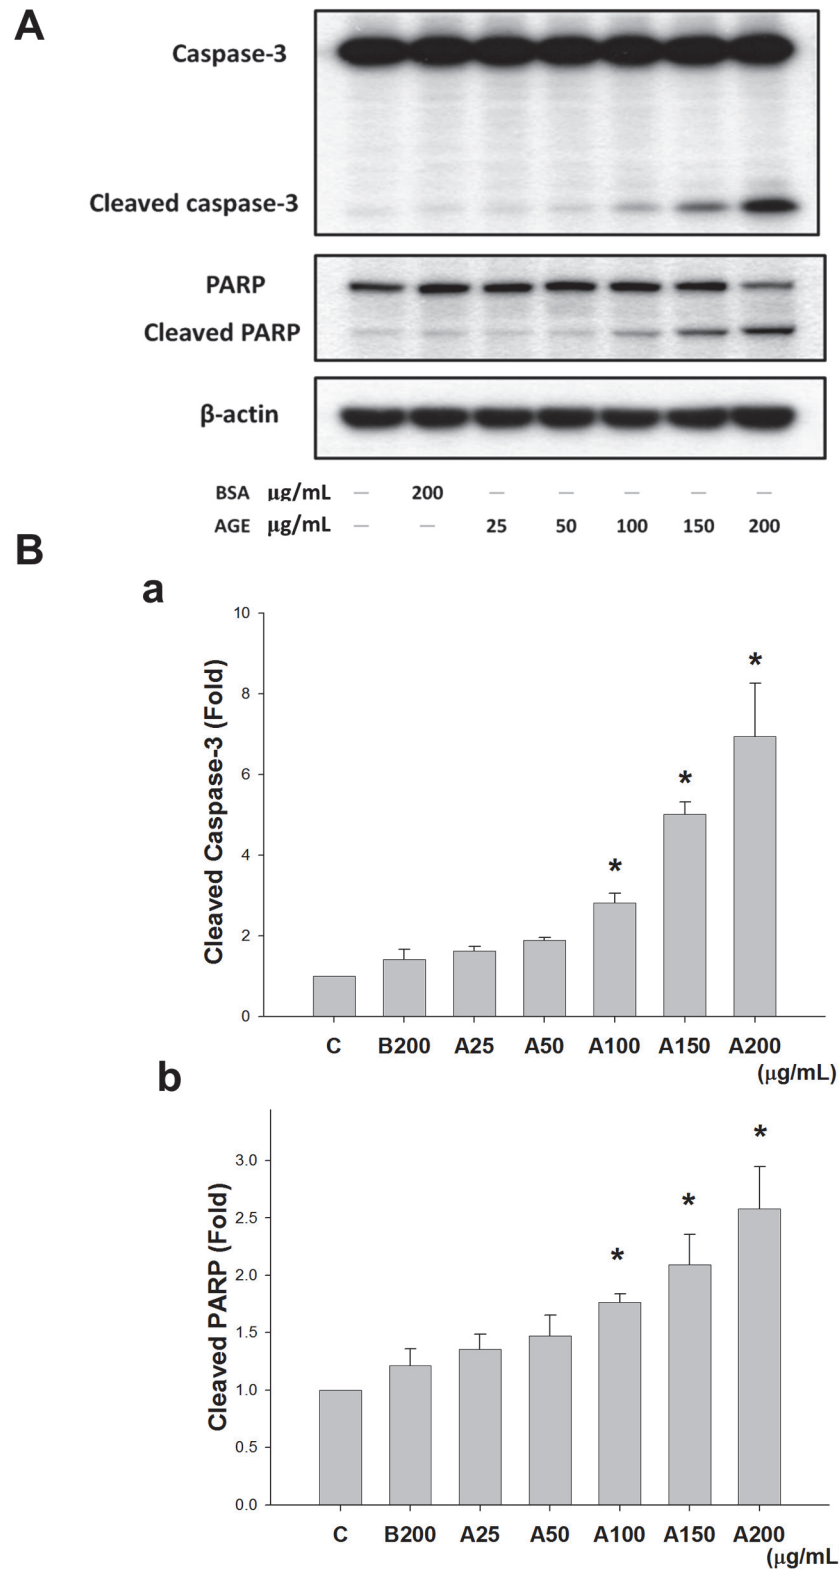 A
Caspase-3
Cleaved caspase-3
PARP
Cleaved PARP
β-actin
BSA μg/mL — 200 — — — — —
AGE μg/mL — — 25 50 100 150 200
B
a
Cleaved Caspase-3 (Fold)
10
8
6
4
2
0
*
*
*
C B200 A25 A50 A100 A150 A200
(μg/mL)
b
Cleaved PARP (Fold)
3.0
2.5
2.0
1.5
1.0
0.5
0.0
*
*
*
C B200 A25 A50 A100 A150 A200
(μg/mL